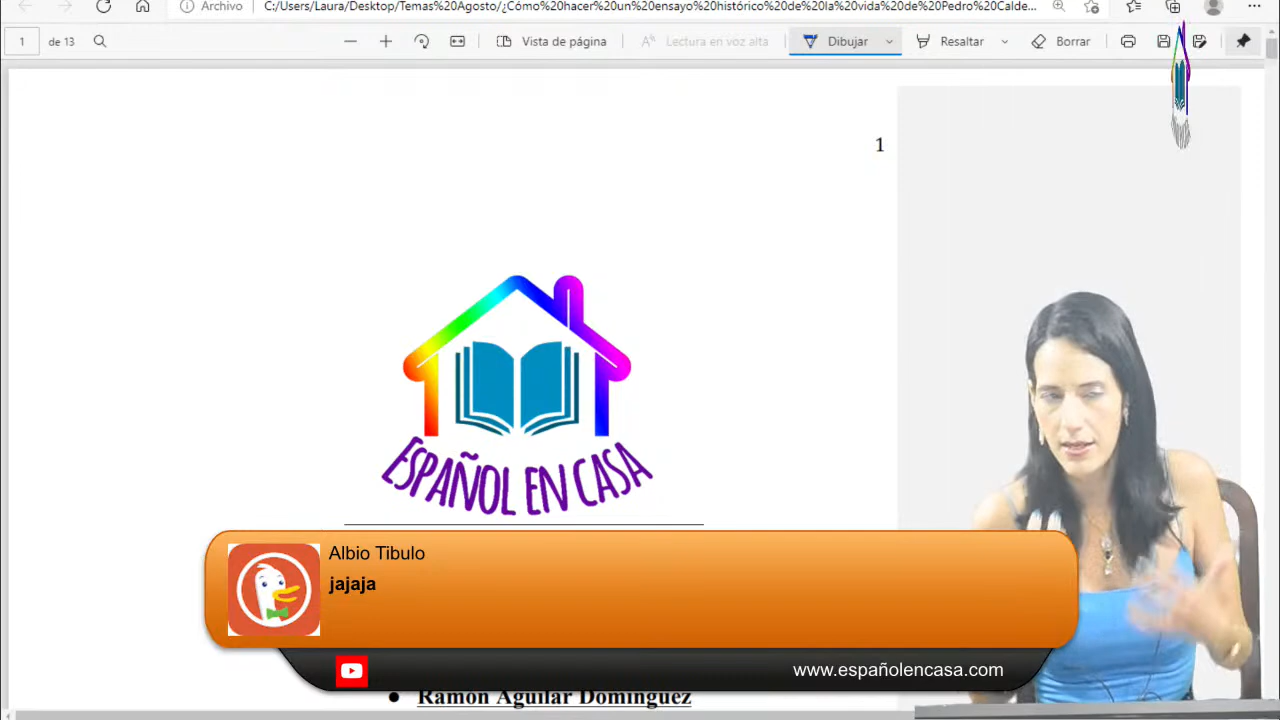 Archivo C:/Users/Laura/Desktop/Temas%20Agosto/¿Cómo%20hacer%20un%20ensayo%20histórico%20de%20la%20vida%20de%20Pedro%20Calde...
1 de 13 Vista de página Lectura en voz alta Dibujar Resaltar Borrar
1
ESPAÑOL EN CASA
Albio Tibulo
jajaja
www.españolencasa.com
Ramon Aguilar Dominguez